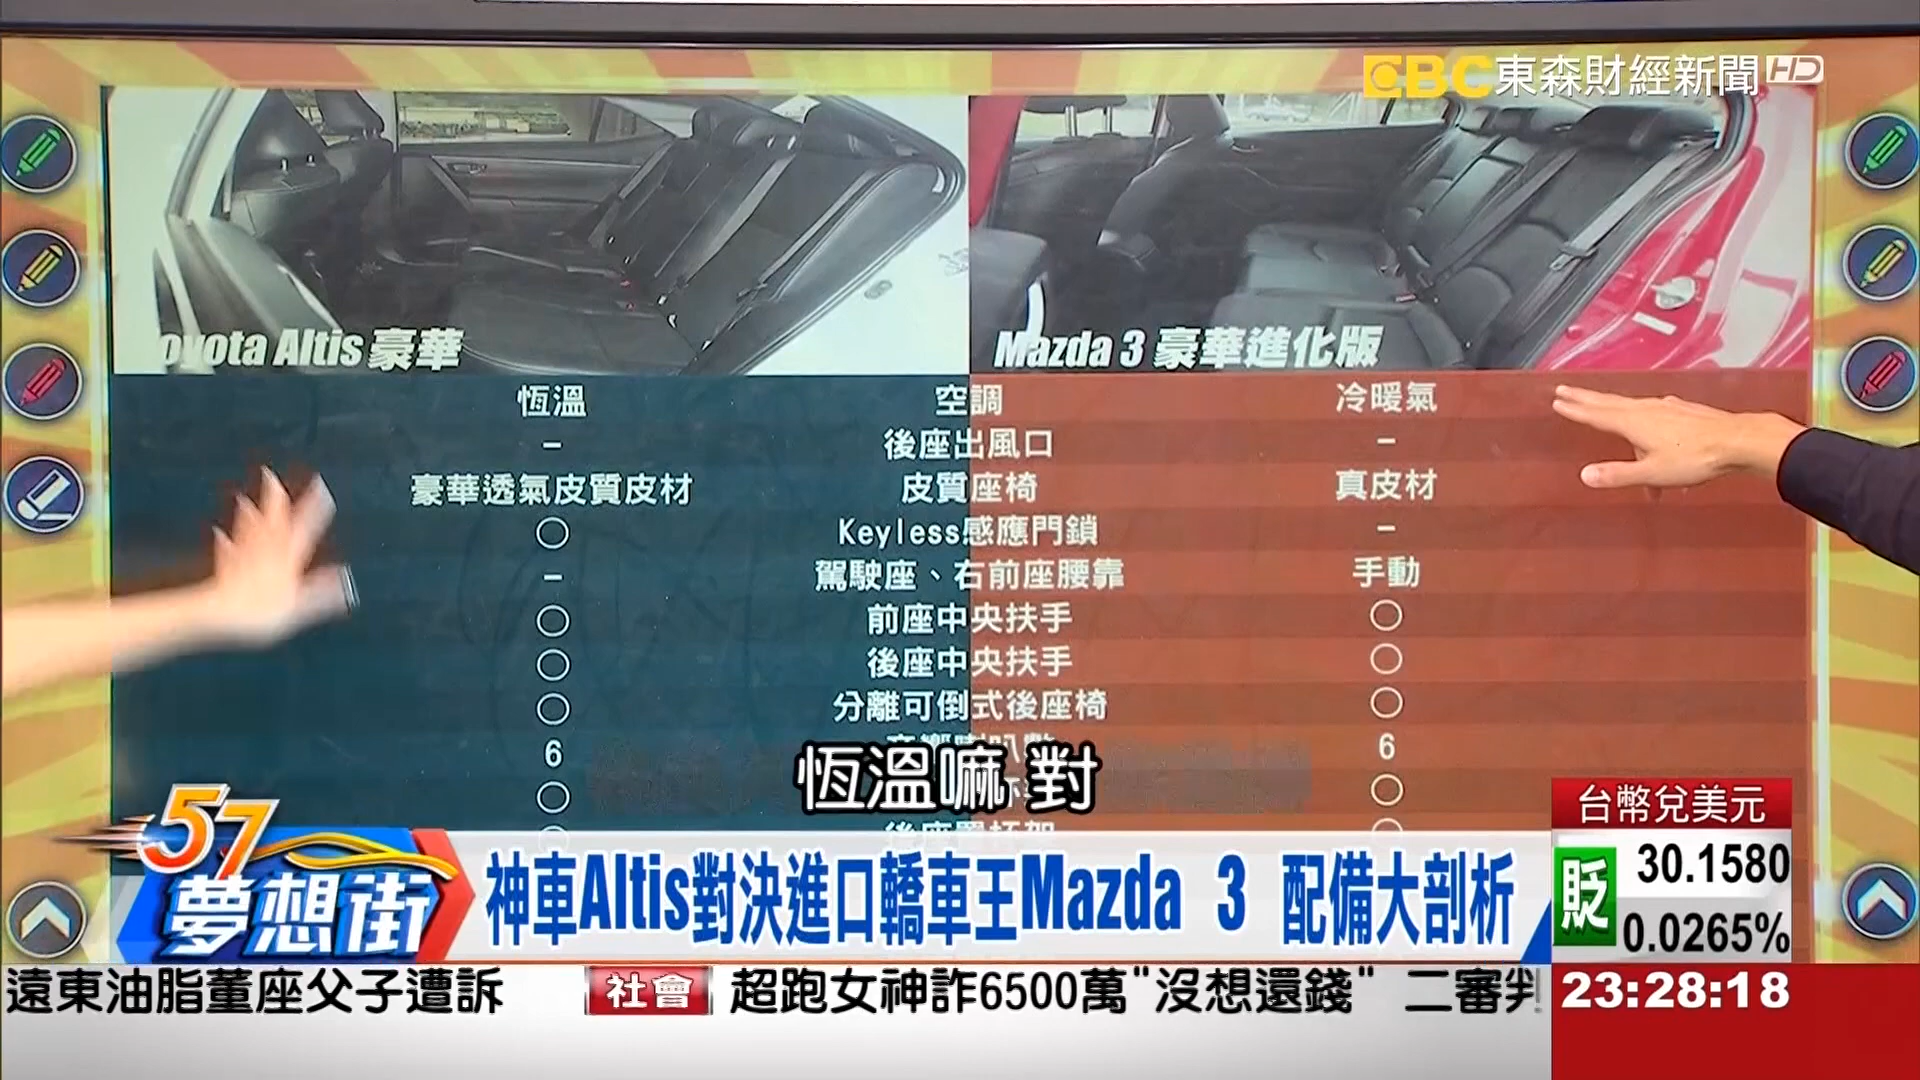 EBC東森財經新聞HD
oyota Altis 豪華
Mazda 3 豪華進化版
恆溫 空調 冷暖氣
- 後座出風口 -
豪華透氣皮質皮材 皮質座椅 真皮材
○ Keyless感應門鎖 -
- 駕駛座、右前座腰靠 手動
○ 前座中央扶手 ○
○ 後座中央扶手 ○
○ 分離可倒式後座椅 ○
6 6
○ ○
恆溫嘛 對
57夢想街
神車Altis對決進口轎車王Mazda 3 配備大剖析
台幣兌美元
貶 30.1580
0.0265%
遠東油脂董座父子遭訴 社會 超跑女神詐6500萬"沒想還錢" 二審判
23:28:18